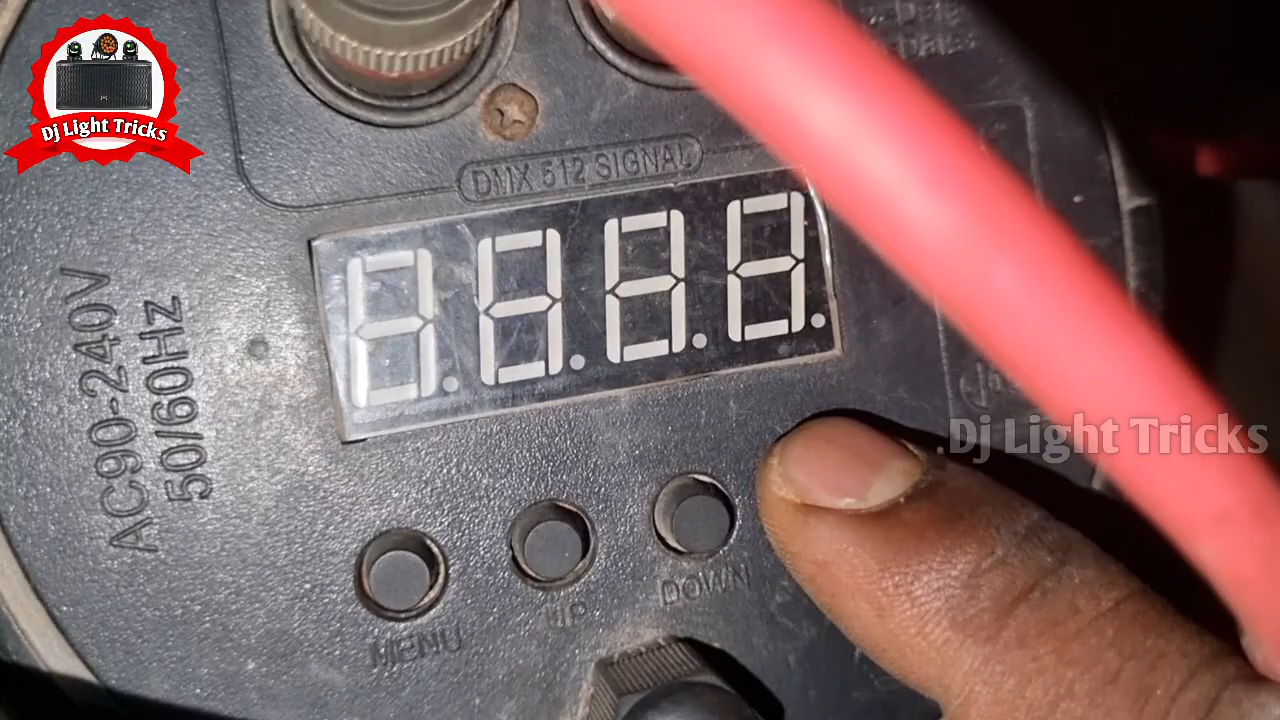 Dj Light Tricks
DMX 512 SIGNAL
AC90-240V
50/60Hz
8.8.8.8.
Dj Light Tricks
MENU
UP
DOWN